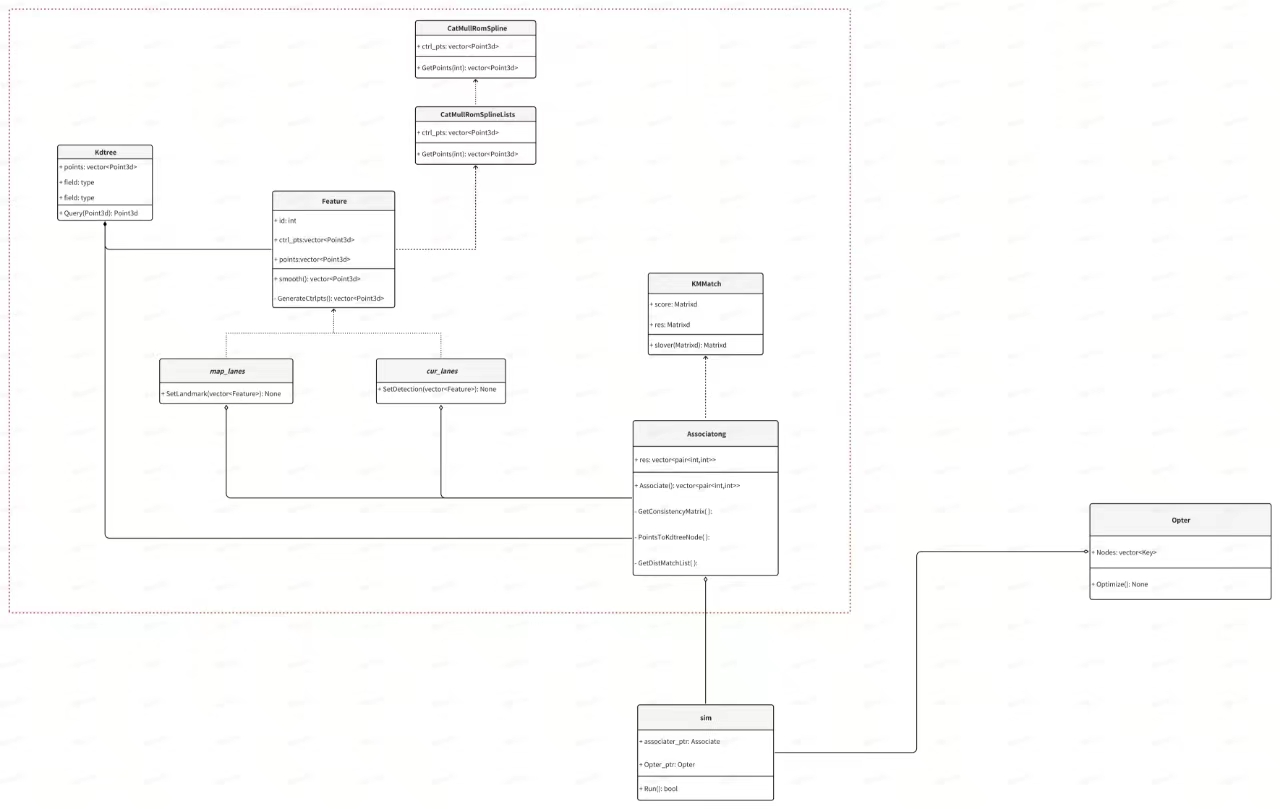 CatMullRomSpline
+ ctrl_pts: vector<Point3d>
+ GetPoints(int): vector<Point3d>
CatMullRomSplineLists
+ ctrl_pts: vector<Point3d>
+ GetPoints(int): vector<Point3d>
Kdtree
+ points: vector<Point3d>
+ field: type
+ field: type
+ Query(Point3d): Point3d
Feature
+ id: int
+ ctrl_pts:vector<Point3d>
+ points:vector<Point3d>
+ smooth(): vector<Point3d>
- GenerateCtrlpts(): vector<Point3d>
KMMatch
+ score: Matrixd
+ res: Matrixd
+ slover(Matrixd): Matrixd
map_lanes
+ SetLandmark(vector<Feature>): None
cur_lanes
+ SetDetection(vector<Feature>): None
Associatong
+ res: vector<pair<int,int>>
+ Associate(): vector<pair<int,int>>
- GetConsistencyMatrix():
- PointsToKdtreeNode():
- GetDistMatchList():
Opter
+ Nodes: vector<Key>
+ Optimize(): None
sim
+ associater_ptr: Associate
+ Opter_ptr: Opter
+ Run(): bool